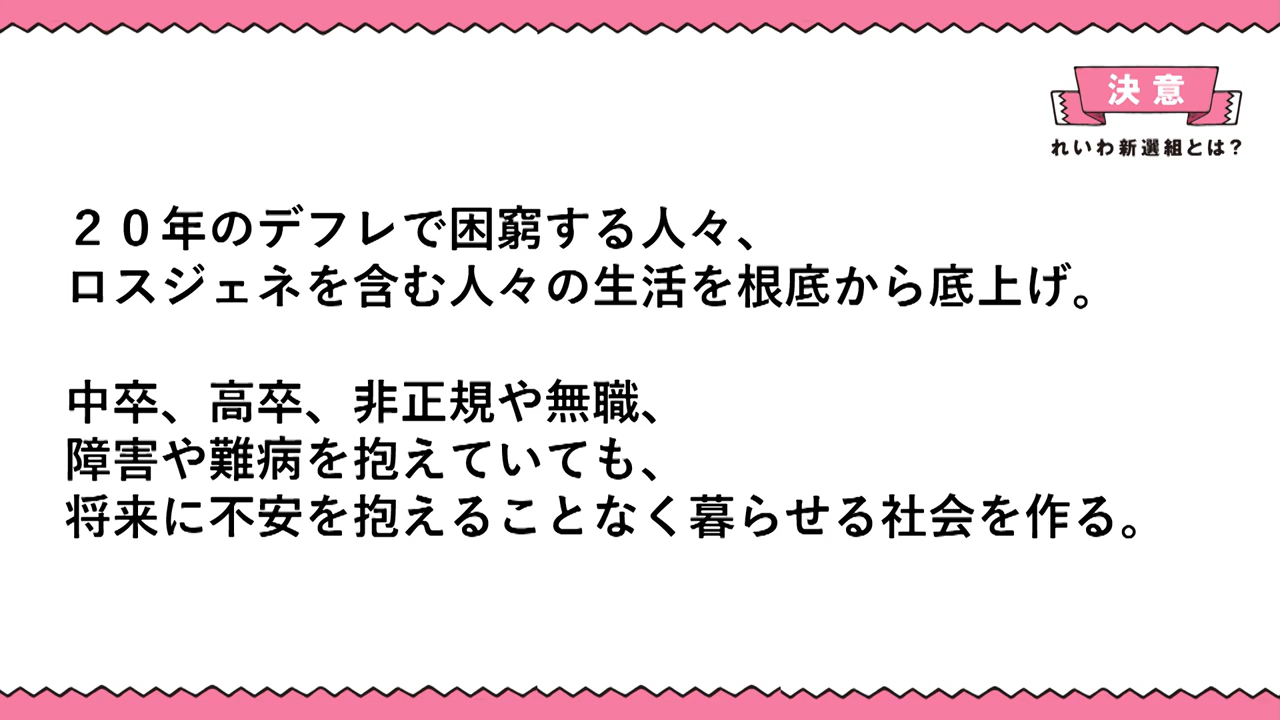 決意
れいわ新選組とは？
２０年のデフレで困窮する人々、
ロスジェネを含む人々の生活を根底から底上げ。
中卒、高卒、非正規や無職、
障害や難病を抱えていても、
将来に不安を抱えることなく暮らせる社会を作る。